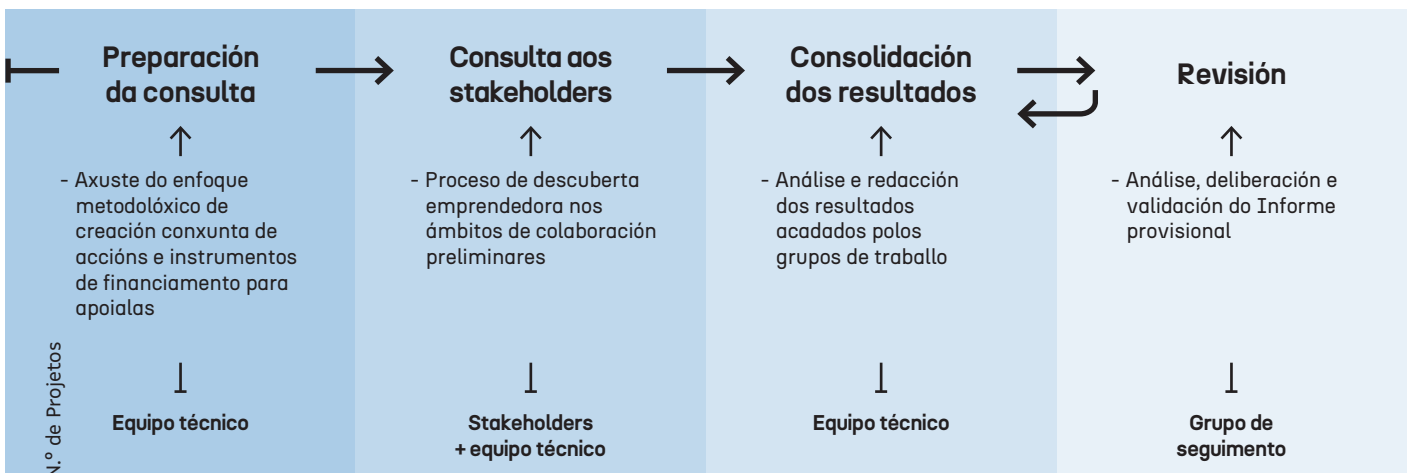 Preparación
da consulta
- Axuste do enfoque
metodolóxico de
creación conxunta de
accións e instrumentos
de financiamento para
apoialas
Equipo técnico
Consulta aos
stakeholders
- Proceso de descuberta
emprendedora nos
ámbitos de colaboración
preliminares
Stakeholders
+ equipo técnico
Consolidación
dos resultados
- Análise e redacción
dos resultados
acadados polos
grupos de traballo
Equipo técnico
Revisión
- Análise, deliberación e
validación do Informe
provisional
Grupo de
seguimento
N.º de Projetos